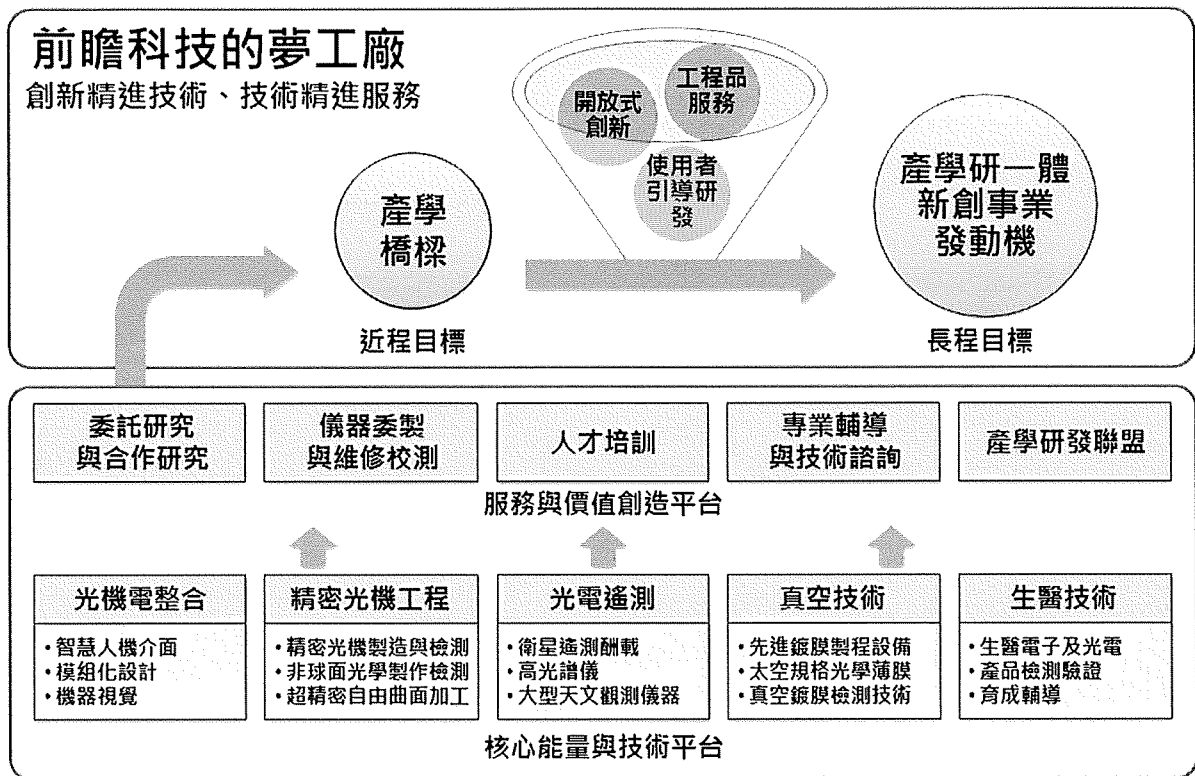 前瞻科技的夢工廠
創新精進技術、技術精進服務
開放式
創新
工程品
服務
使用者
引導研
發
產學
橋樑
產學研一體
新創事業
發動機
近程目標
長程目標
委託研究
與合作研究
儀器委製
與維修校測
人才培訓
專業輔導
與技術諮詢
產學研發聯盟
服務與價值創造平台
光機電整合
•智慧人機介面
•模組化設計
•機器視覺
精密光機工程
•精密光機製造與檢測
•非球面光學製作檢測
•超精密自由曲面加工
光電遙測
•衛星遙測酬載
•高光譜儀
•大型天文觀測儀器
真空技術
•先進鍍膜製程設備
•太空規格光學薄膜
•真空鍍膜檢測技術
生醫技術
•生醫電子及光電
•產品檢測驗證
•育成輔導
核心能量與技術平台